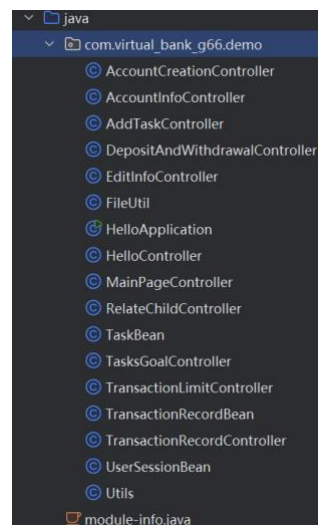 java
com.virtual_bank_g66.demo
AccountCreationController
AccountInfoController
AddTaskController
DepositAndWithdrawalController
EditInfoController
FileUtil
HelloApplication
HelloController
MainPageController
RelateChildController
TaskBean
TasksGoalController
TransactionLimitController
TransactionRecordBean
TransactionRecordController
UserSessionBean
Utils
module-info.java